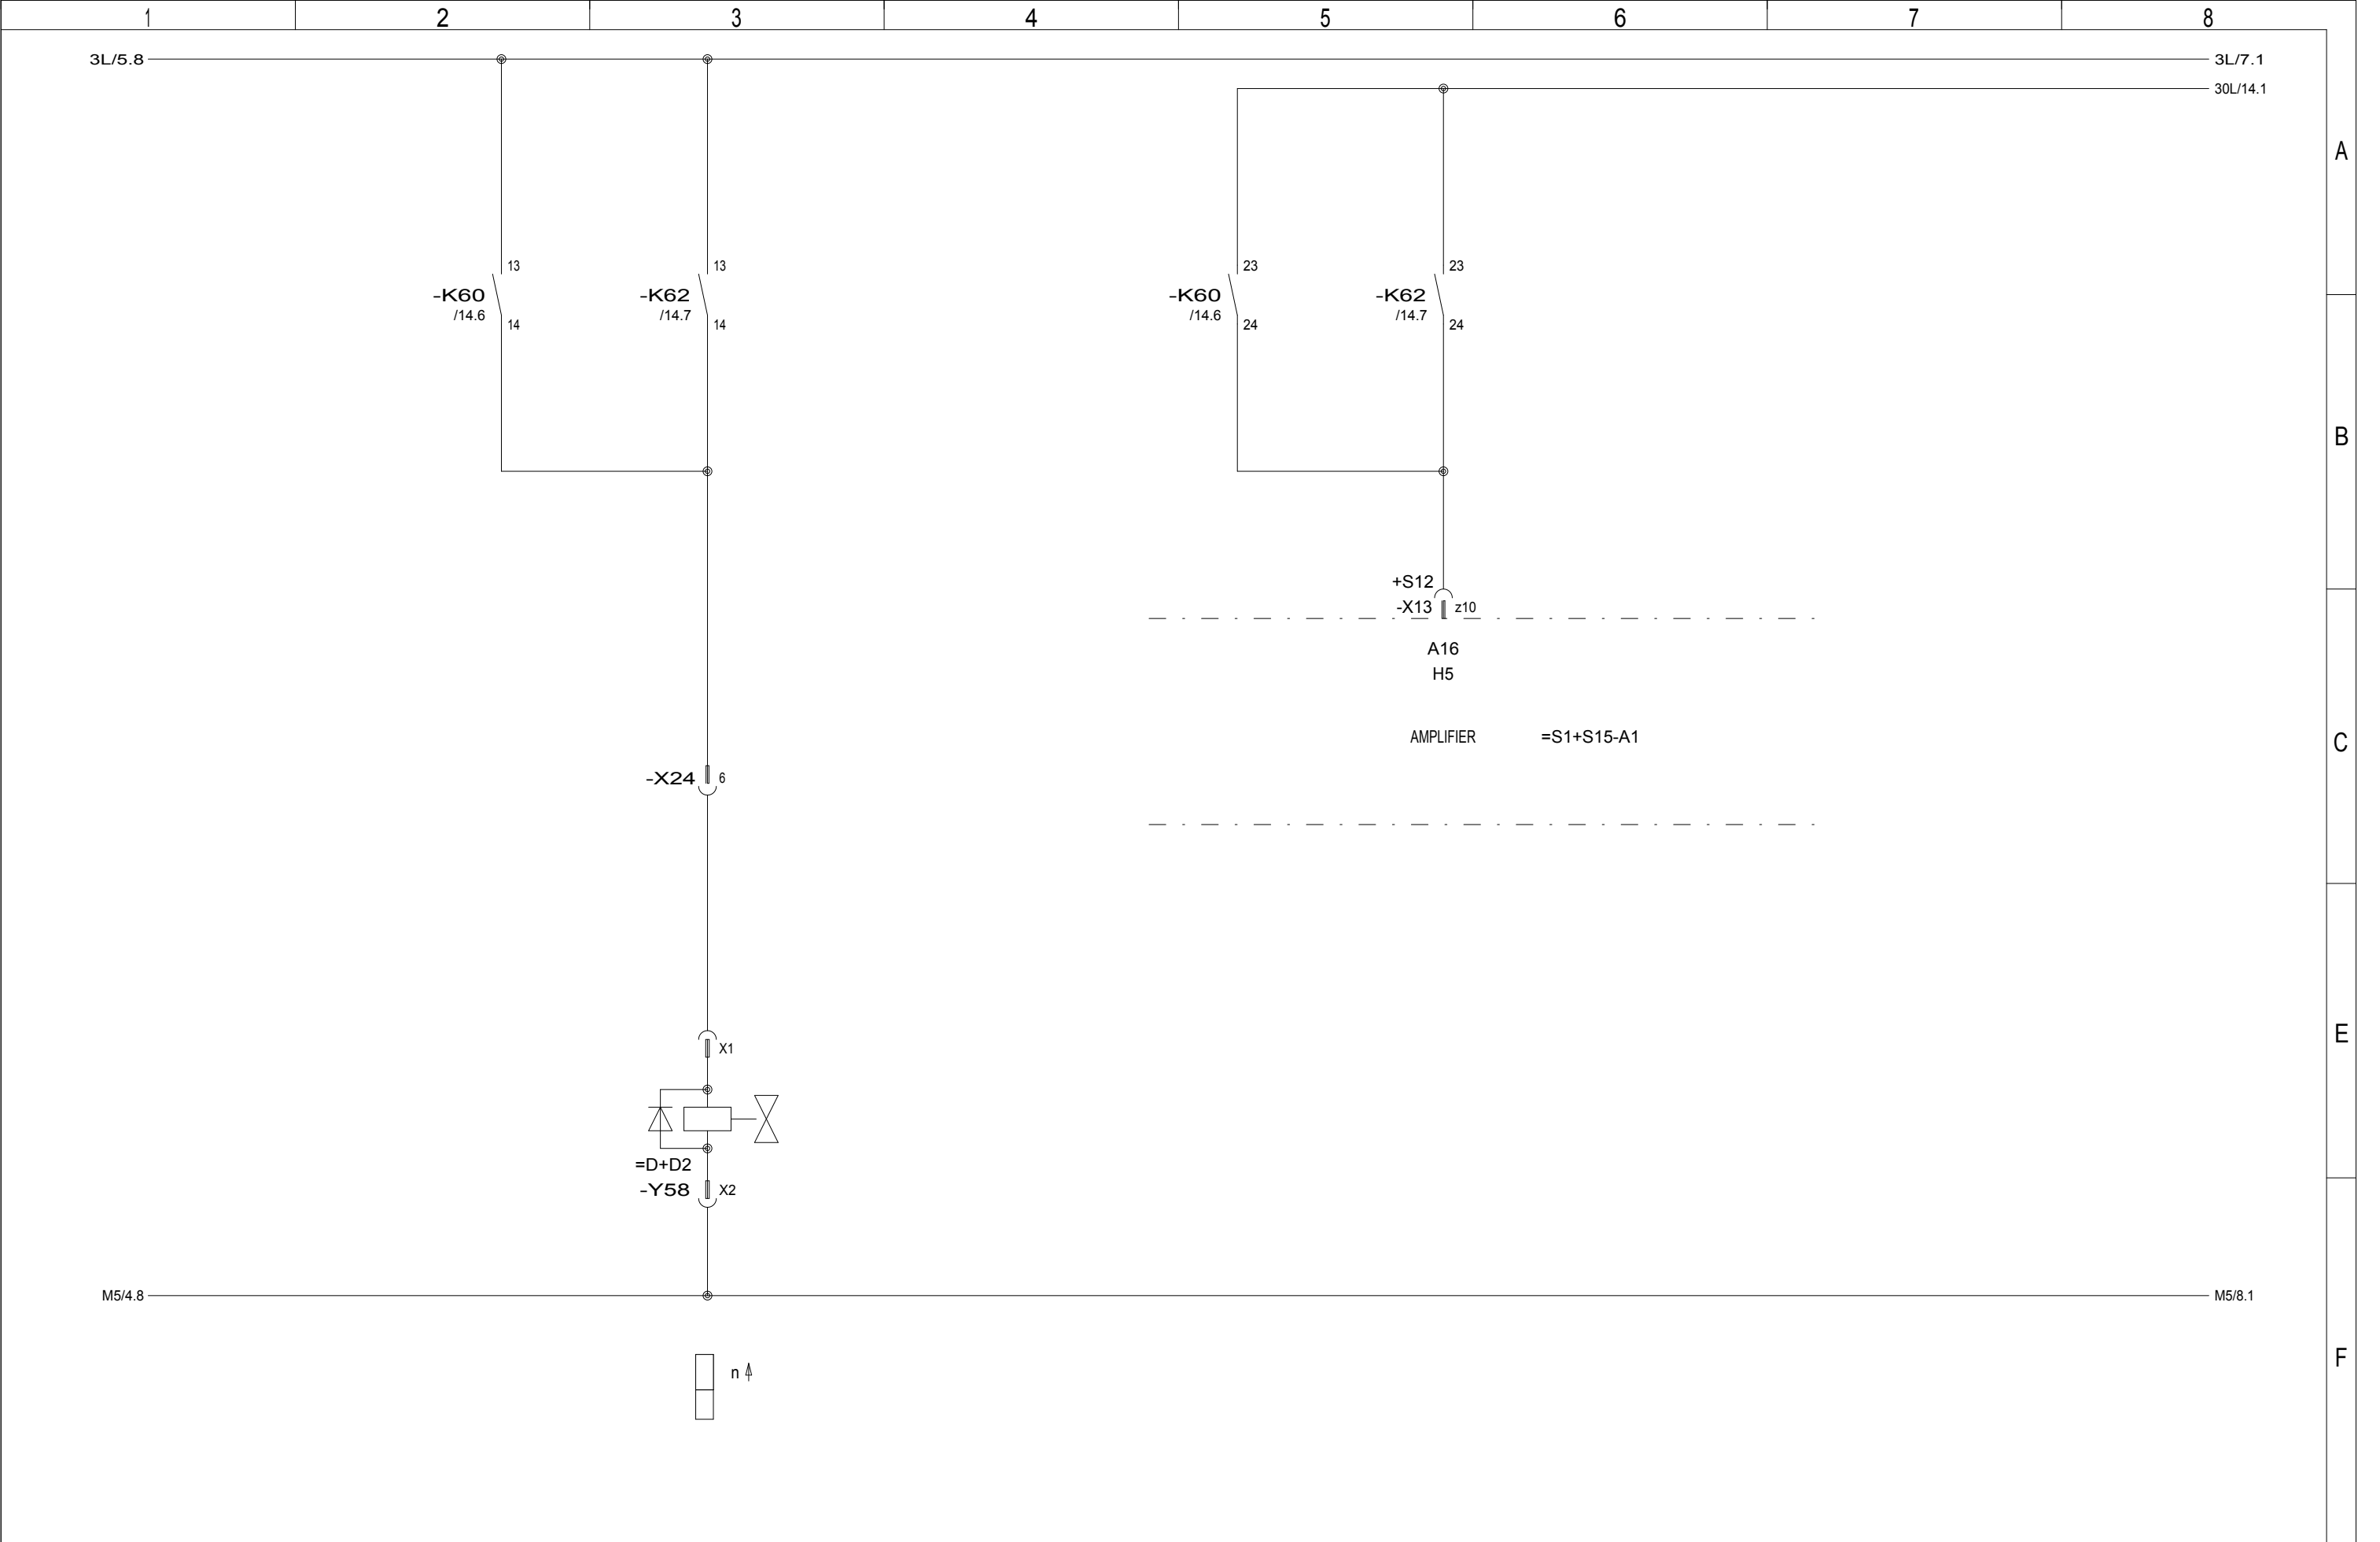 1 2 3 4 5 6 7 8
3L/5.8 3L/7.1
30L/14.1
A
13 13 23 23
-K60 -K62 -K60 -K62
/14.6 /14.7 /14.6 /14.7
14 14 24 24
B
+S12
-X13 z10
A16
H5
AMPLIFIER =S1+S15-A1
C
-X24 6
E
X1
=D+D2
-Y58 X2
M5/4.8 M5/8.1
F
n